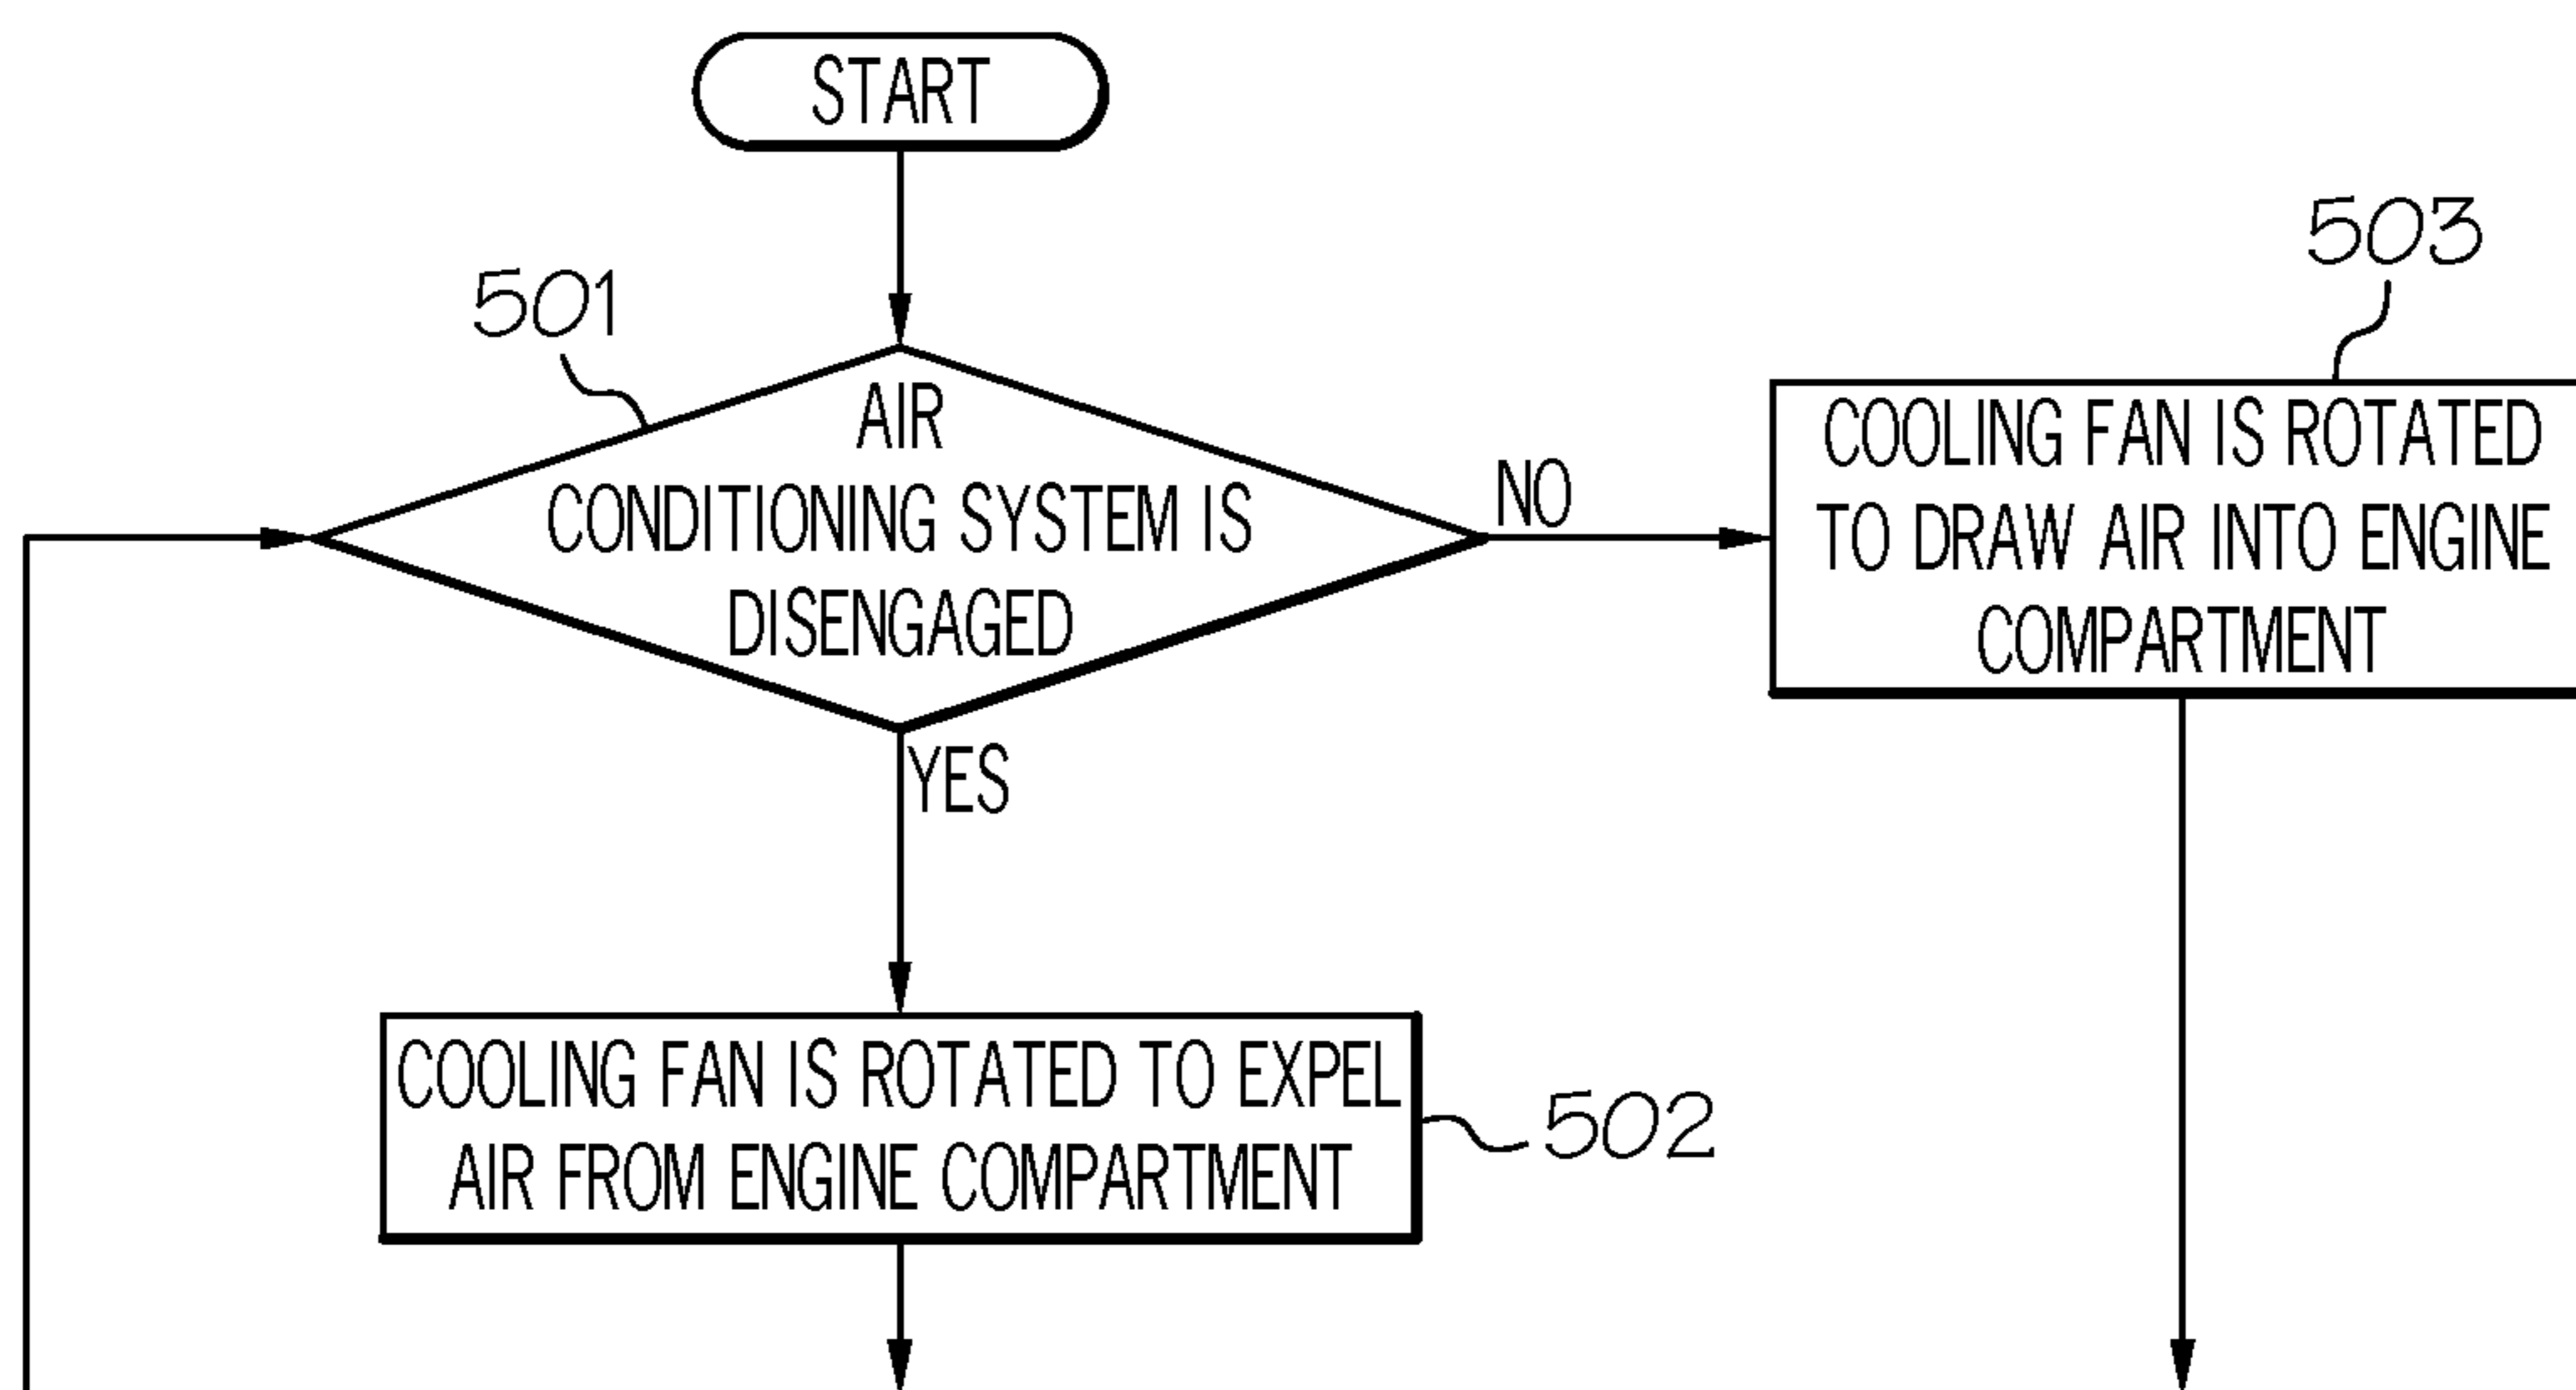 START
501
503
AIR
CONDITIONING SYSTEM IS
DISENGAGED
NO
COOLING FAN IS ROTATED
TO DRAW AIR INTO ENGINE
COMPARTMENT
YES
COOLING FAN IS ROTATED TO EXPEL
AIR FROM ENGINE COMPARTMENT
502